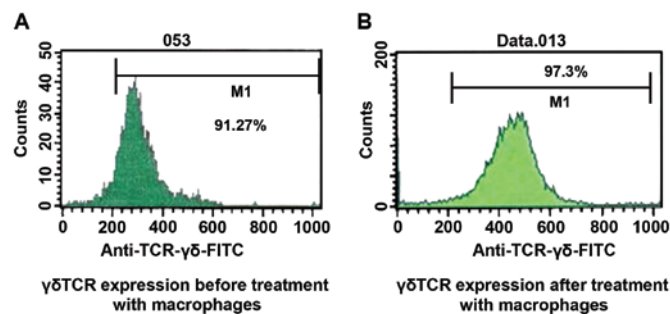 A
053
50
40
30
20
10
0
Counts
M1
91.27%
0 200 400 600 800 1000
Anti-TCR-γδ-FITC
γδTCR expression before treatment
with macrophages
B
Data.013
200
0
Counts
97.3%
M1
0 200 400 600 800 1000
Anti-TCR-γδ-FITC
γδTCR expression after treatment
with macrophages